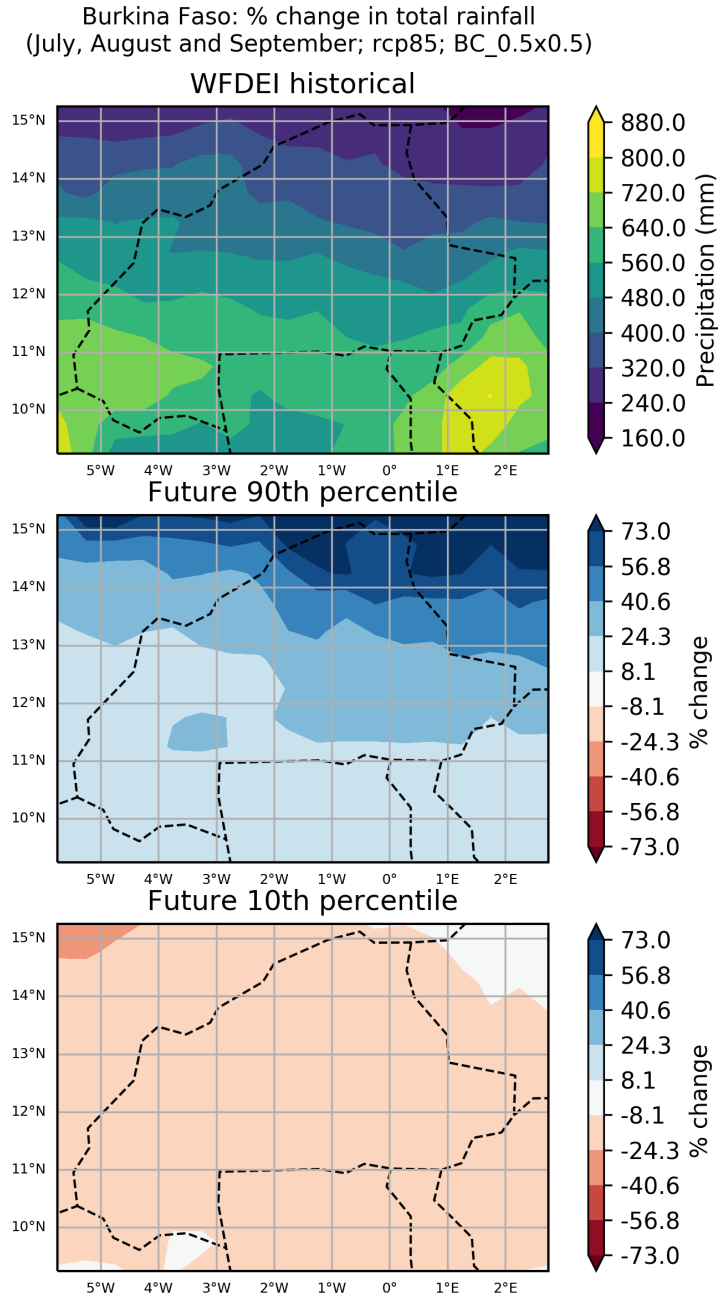 Burkina Faso: % change in total rainfall
(July, August and September; rcp85; BC_0.5x0.5)
WFDEI historical
15°N
14°N
13°N
12°N
11°N
10°N
5°W 4°W 3°W 2°W 1°W 0° 1°E 2°E
880.0
800.0
720.0
640.0
560.0
480.0
400.0
320.0
240.0
160.0
Precipitation (mm)
Future 90th percentile
15°N
14°N
13°N
12°N
11°N
10°N
5°W 4°W 3°W 2°W 1°W 0° 1°E 2°E
73.0
56.8
40.6
24.3
8.1
-8.1
-24.3
-40.6
-56.8
-73.0
% change
Future 10th percentile
15°N
14°N
13°N
12°N
11°N
10°N
5°W 4°W 3°W 2°W 1°W 0° 1°E 2°E
73.0
56.8
40.6
24.3
8.1
-8.1
-24.3
-40.6
-56.8
-73.0
% change